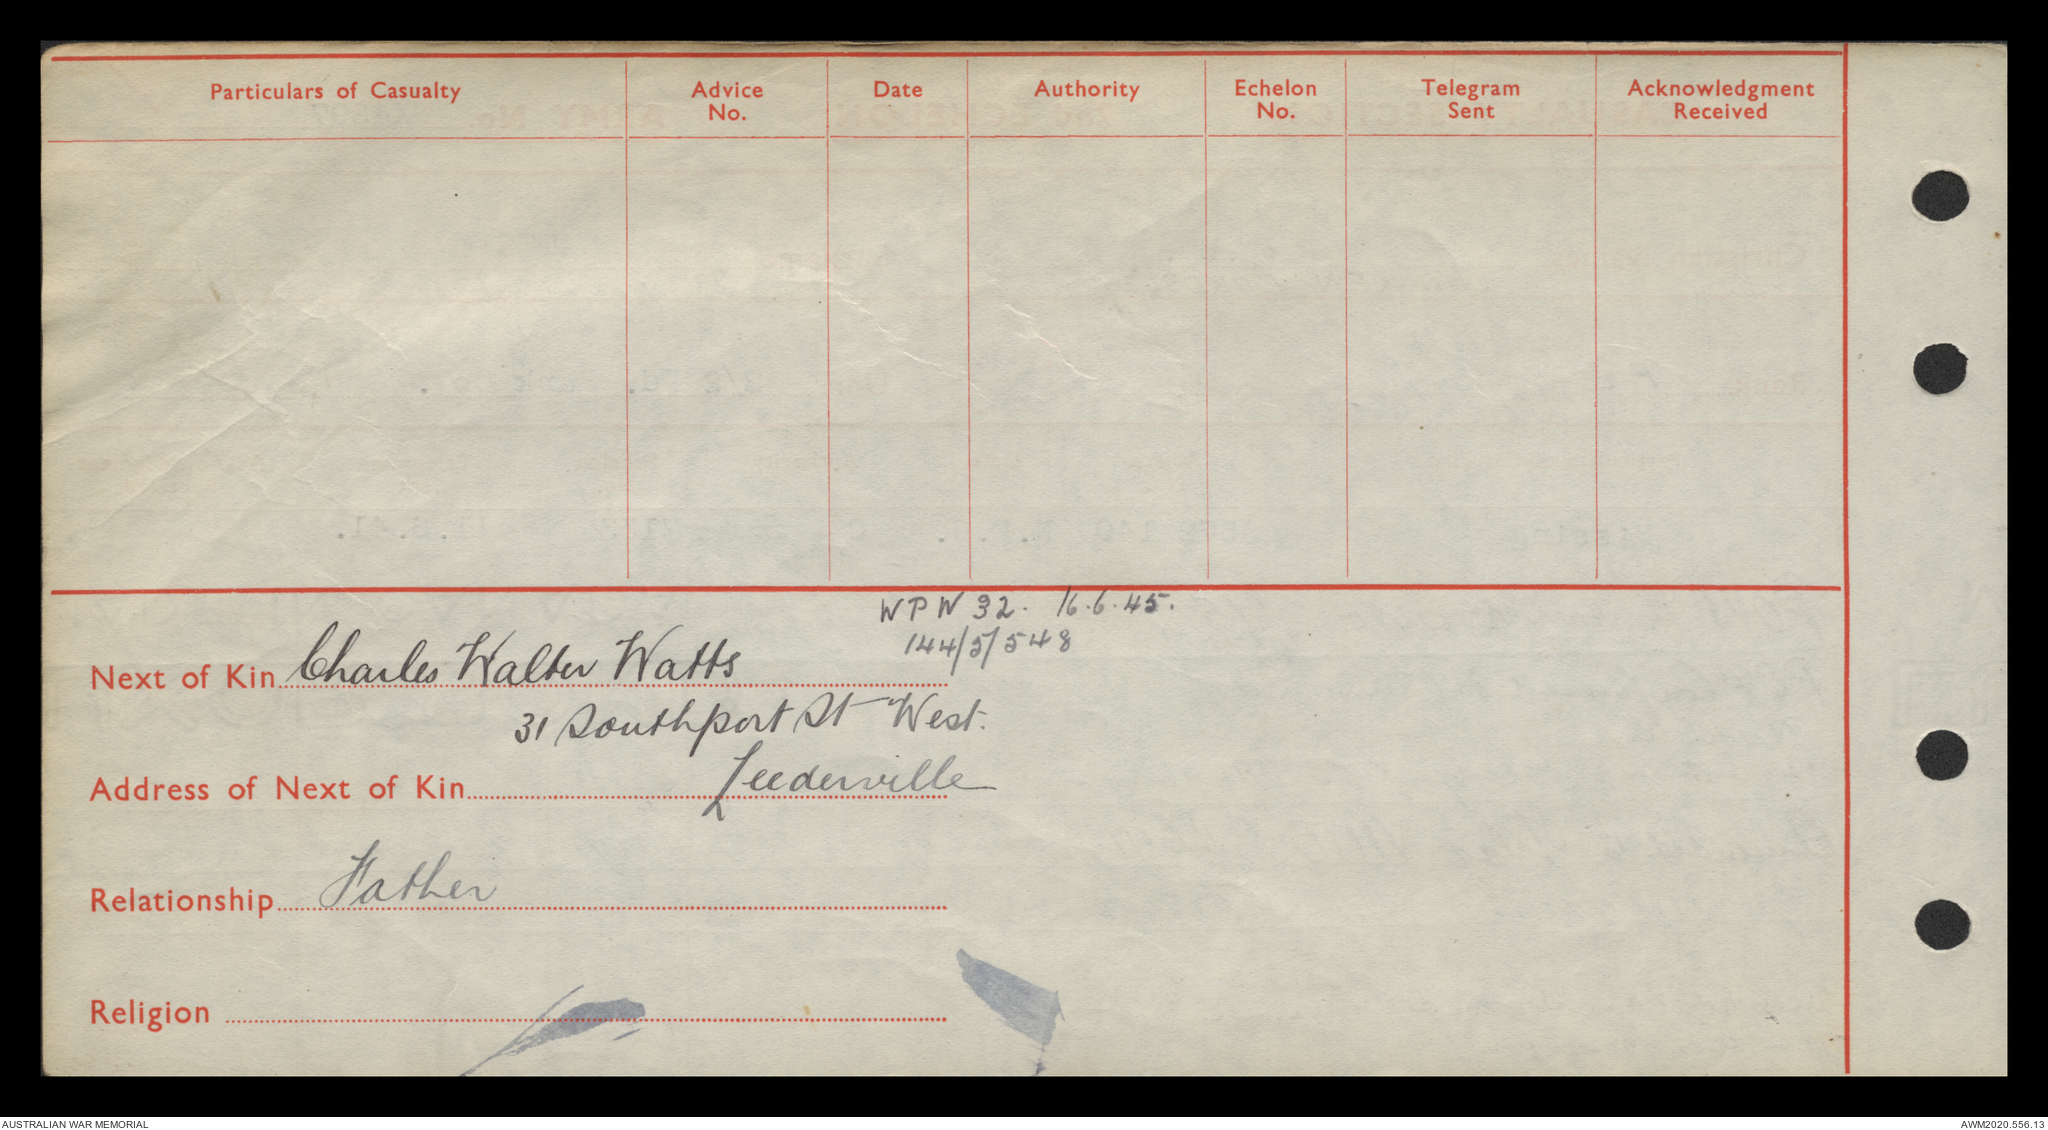 Particulars of Casualty Advice No. Date Authority Echelon No. Telegram Sent Acknowledgment Received
WPW 32. 16.6.45.
144/5/548
Next of Kin Charles Walter Watts
31 Southport St West.
Address of Next of Kin Leederville
Relationship Father
Religion
AUSTRALIAN WAR MEMORIAL
AWM2020.556.13